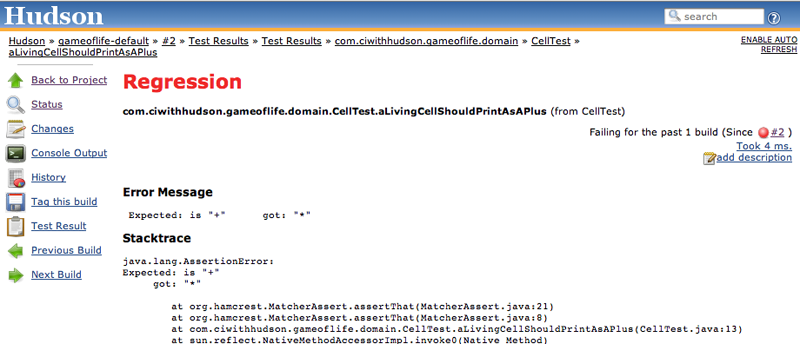 Hudson
search
Hudson » gameoflife-default » #2 » Test Results » Test Results » com.ciwithhudson.gameoflife.domain » CellTest »
aLivingCellShouldPrintAsAPlus
ENABLE AUTO
REFRESH
Back to Project
Status
Changes
Console Output
History
Tag this build
Test Result
Previous Build
Next Build
Regression
com.ciwithhudson.gameoflife.domain.CellTest.aLivingCellShouldPrintAsAPlus (from CellTest)
Failing for the past 1 build (Since #2 )
Took 4 ms.
add description
Error Message
Expected: is "+" got: "*"
Stacktrace
java.lang.AssertionError:
Expected: is "+"
got: "*"
at org.hamcrest.MatcherAssert.assertThat(MatcherAssert.java:21)
at org.hamcrest.MatcherAssert.assertThat(MatcherAssert.java:8)
at com.ciwithhudson.gameoflife.domain.CellTest.aLivingCellShouldPrintAsAPlus(CellTest.java:13)
at sun.reflect.NativeMethodAccessorImpl.invoke0(Native Method)